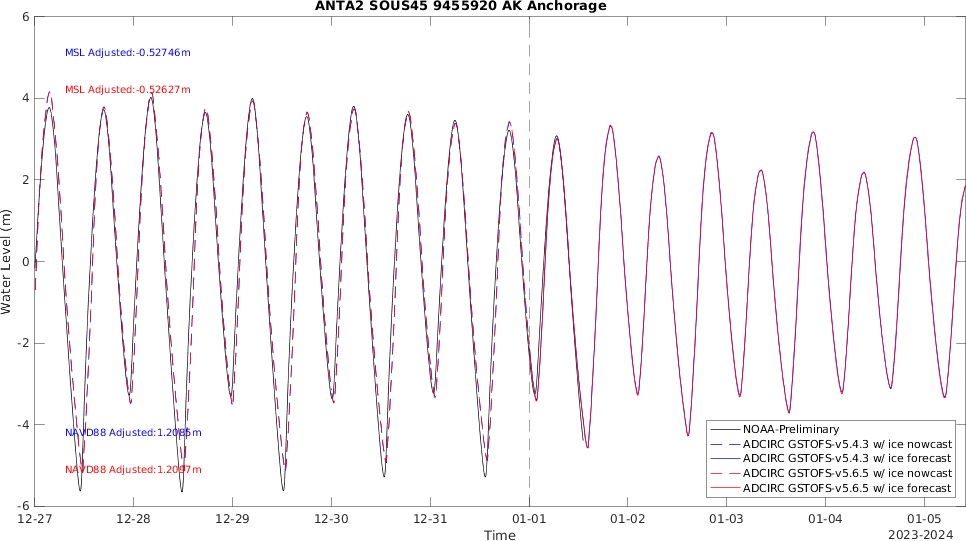 ANTA2 SOUS45 9455920 AK Anchorage
MSL Adjusted:-0.52746m
MSL Adjusted:-0.52627m
NAVD88 Adjusted:1.2085m
NAVD88 Adjusted:1.2097m
Water Level (m)
6
4
2
0
-2
-4
-6
12-27
12-28
12-29
12-30
12-31
01-01
01-02
01-03
01-04
01-05
Time
2023-2024
NOAA-Preliminary
ADCIRC GSTOFS-v5.4.3 w/ ice nowcast
ADCIRC GSTOFS-v5.4.3 w/ ice forecast
ADCIRC GSTOFS-v5.6.5 w/ ice nowcast
ADCIRC GSTOFS-v5.6.5 w/ ice forecast